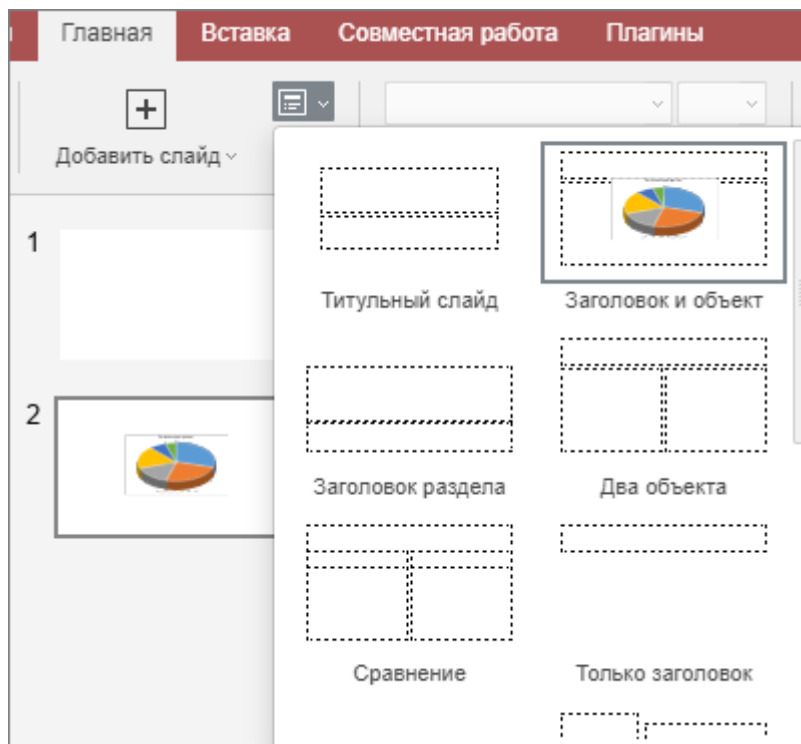 Главная Вставка Совместная работа Плагины
Добавить слайд
1
2
Титульный слайд Заголовок и объект
Заголовок раздела Два объекта
Сравнение Только заголовок